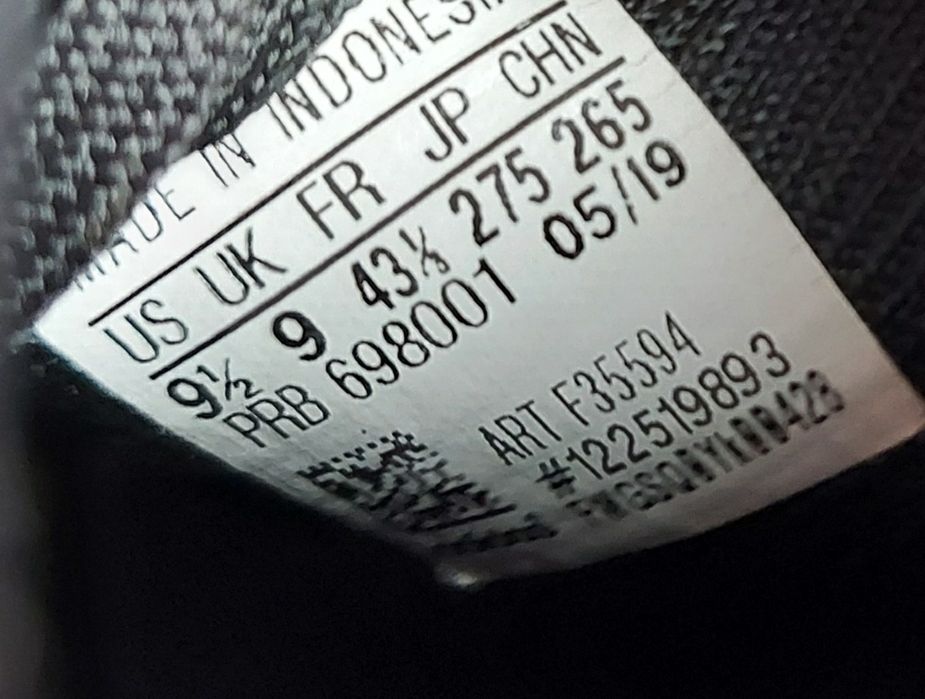 MADE IN INDONESIA
US UK FR JP CHN
9½ 9 43⅓ 275 265
PRB 698001 05/19
ART F35594
#122519893